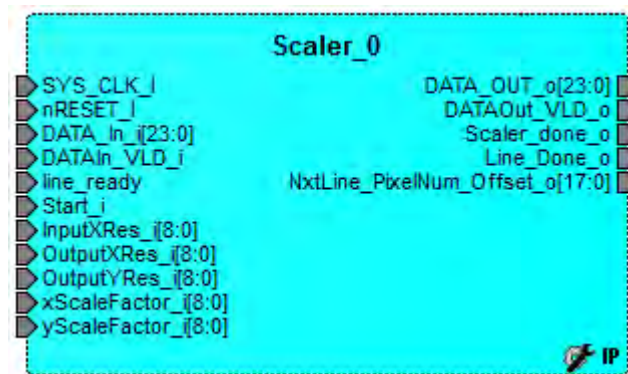 Scaler_0
SYS_CLK_I
nRESET_I
DATA_In_i[23:0]
DATAIn_VLD_i
line_ready
Start_i
InputXRes_i[8:0]
OutputXRes_i[8:0]
OutputYRes_i[8:0]
xScaleFactor_i[8:0]
yScaleFactor_i[8:0]
DATA_OUT_o[23:0]
DATAOut_VLD_o
Scaler_done_o
Line_Done_o
NxtLine_PixelNum_Offset_o[17:0]
IP